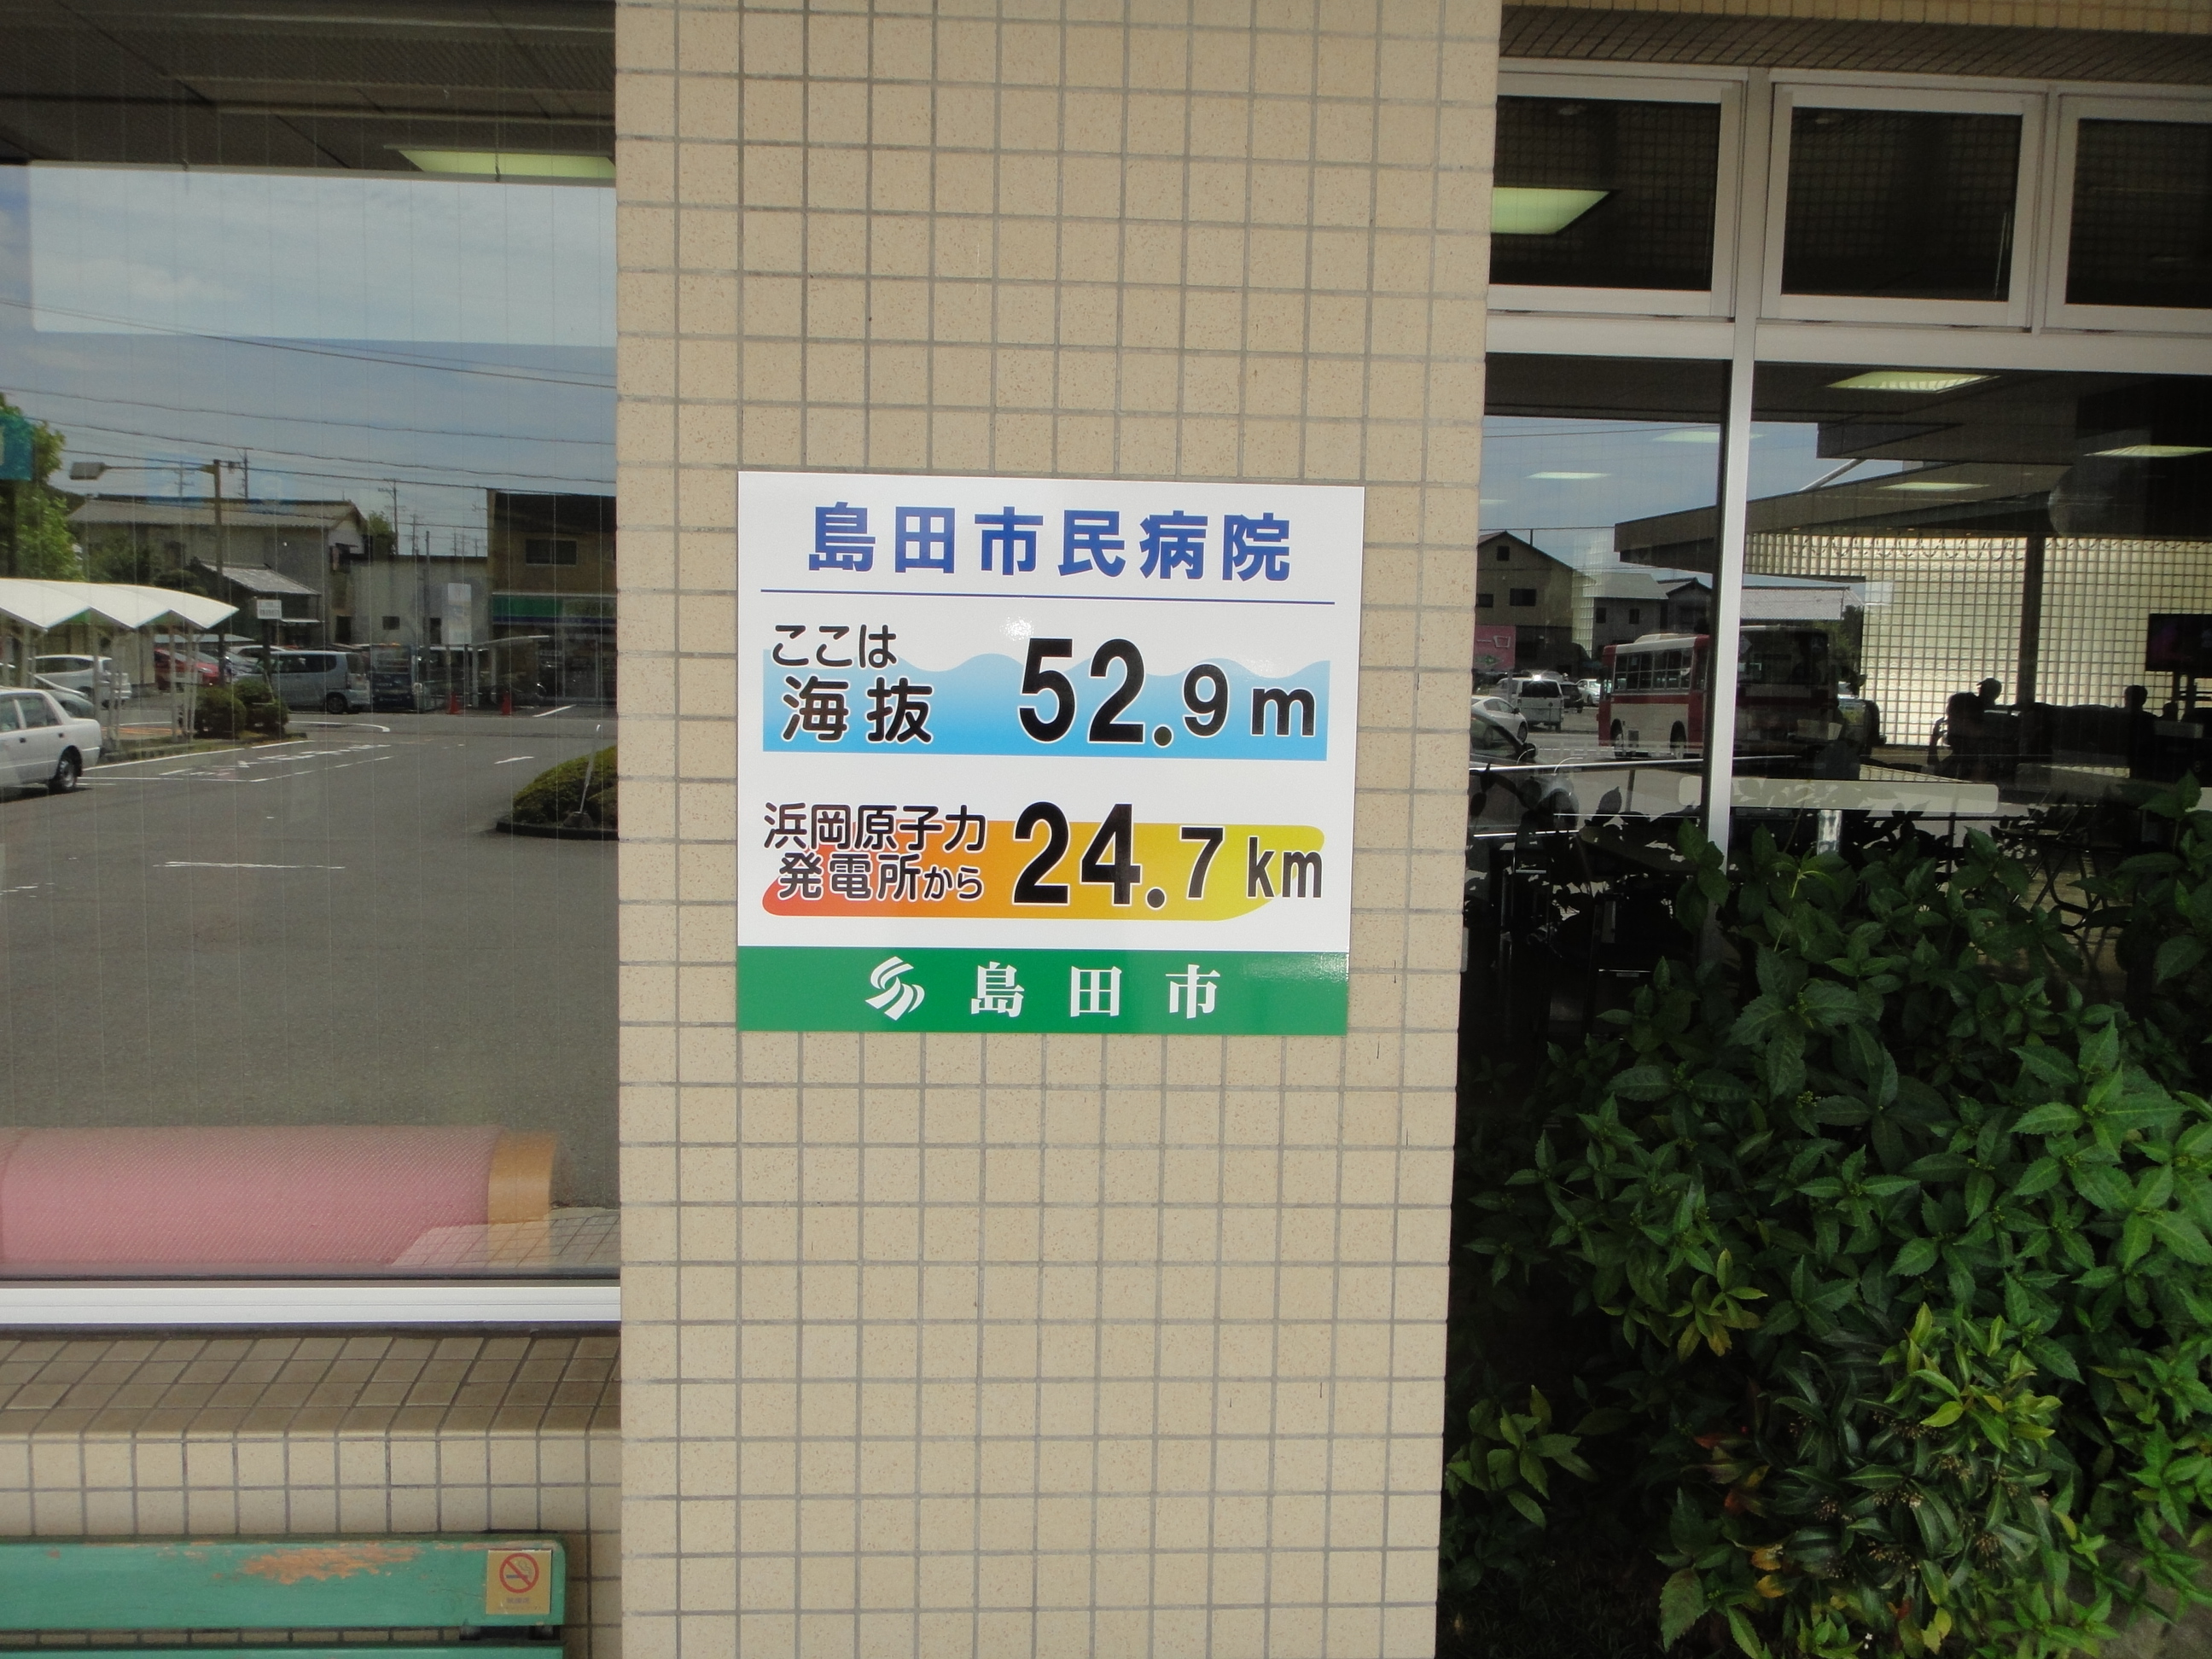 島田市民病院
ここは
海抜 52.9m
浜岡原子力
発電所から 24.7km
島田市